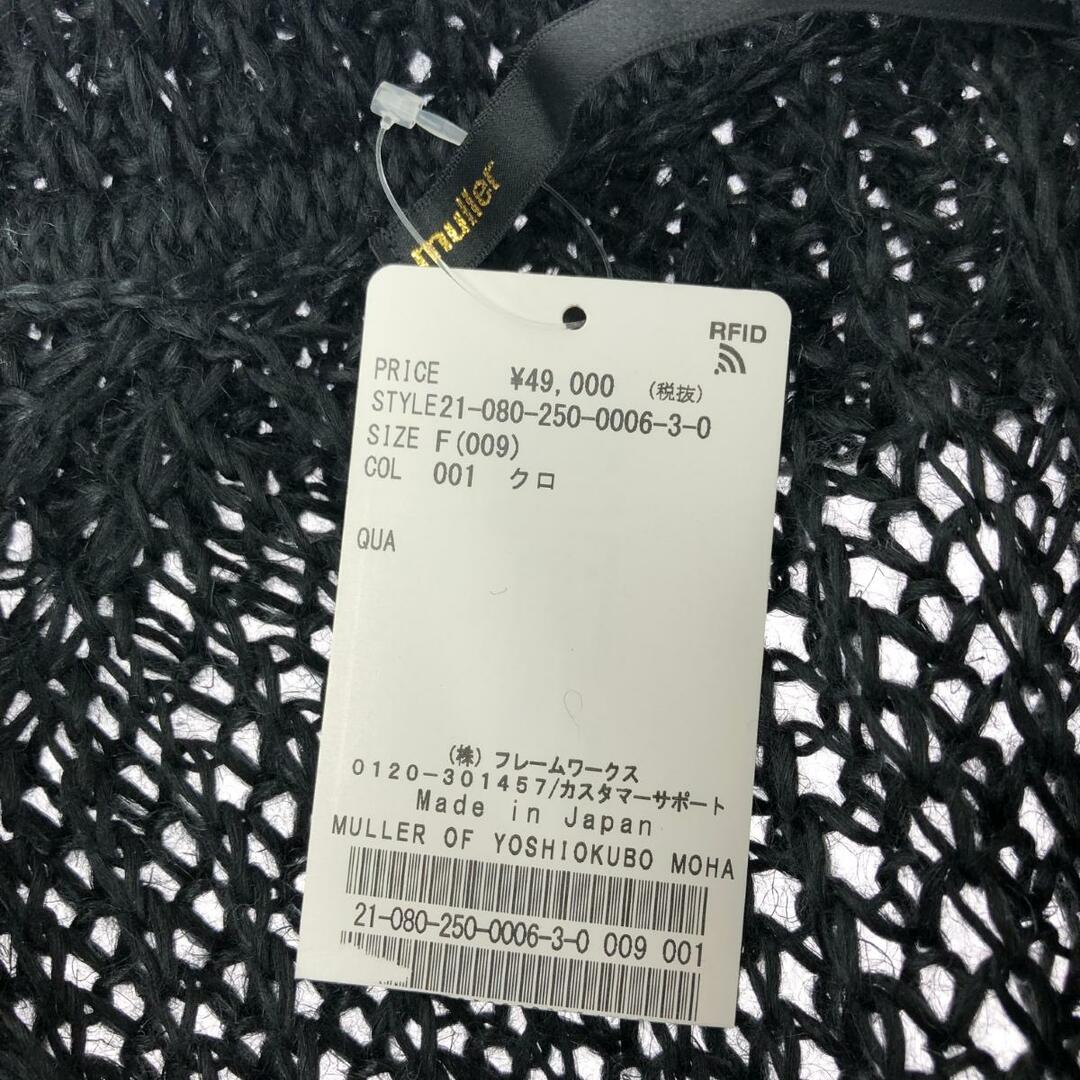 muller
RFID
PRICE ¥49,000 (税抜)
STYLE21-080-250-0006-3-0
SIZE F(009)
COL 001 クロ
QUA
(株) フレームワークス
0120-301457/カスタマーサポート
Made in Japan
MULLER OF YOSHIOKUBO MOHA
21-080-250-0006-3-0 009 001